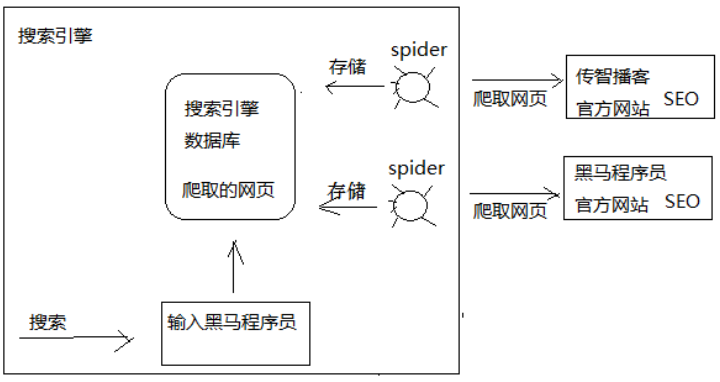 搜索引擎
spider
存储
爬取网页
传智播客
官方网站 SEO
搜索引擎
数据库
爬取的网页
spider
存储
爬取网页
黑马程序员
官方网站 SEO
搜索
输入黑马程序员